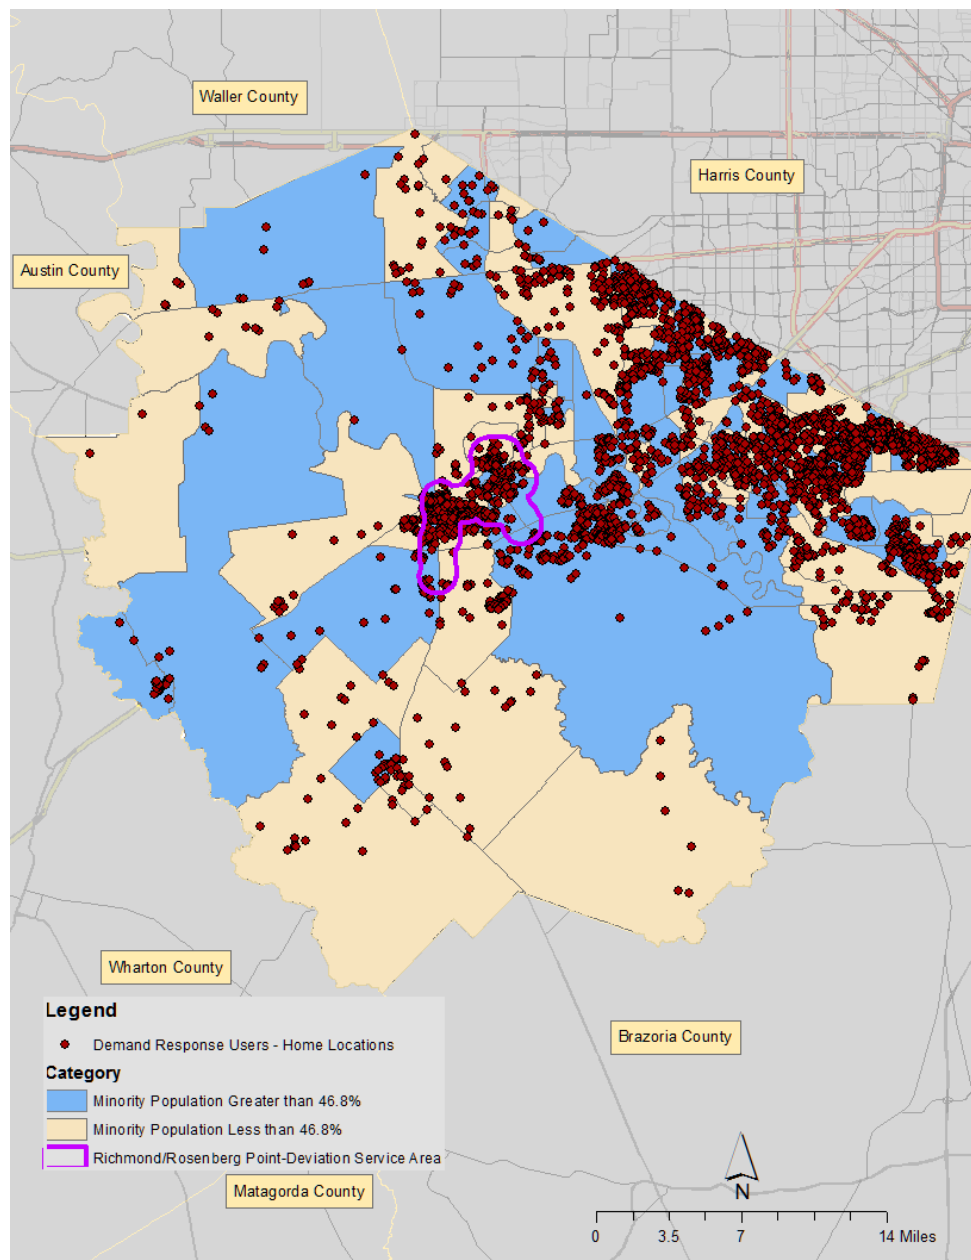 Waller County
Harris County
Austin County
Wharton County
Brazoria County
Matagorda County
Legend
Demand Response Users - Home Locations
Category
Minority Population Greater than 46.8%
Minority Population Less than 46.8%
Richmond/Rosenberg Point-Deviation Service Area
N
0 3.5 7 14 Miles